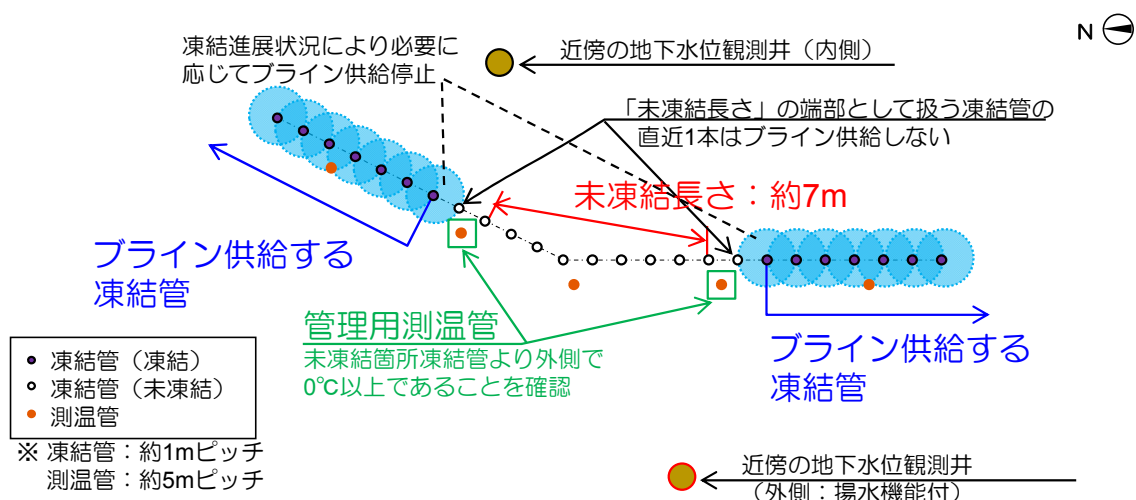 N
凍結進展状況により必要に
応じてブライン供給停止
近傍の地下水位観測井（内側）
「未凍結長さ」の端部として扱う凍結管の
直近1本はブライン供給しない
未凍結長さ：約7m
ブライン供給する
凍結管
管理用測温管
未凍結箇所凍結管より外側で
0℃以上であることを確認
ブライン供給する
凍結管
凍結管（凍結）
凍結管（未凍結）
測温管
※ 凍結管：約1mピッチ
測温管：約5mピッチ
近傍の地下水位観測井
（外側：揚水機能付）